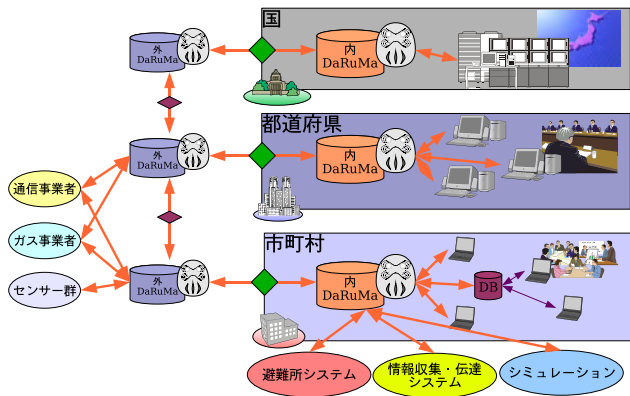 国
外
DaRuMa
内
DaRuMa
都道府県
外
DaRuMa
内
DaRuMa
通信事業者
ガス事業者
センサー群
市町村
外
DaRuMa
内
DaRuMa
DB
避難所システム
情報収集・伝達
システム
シミュレーション